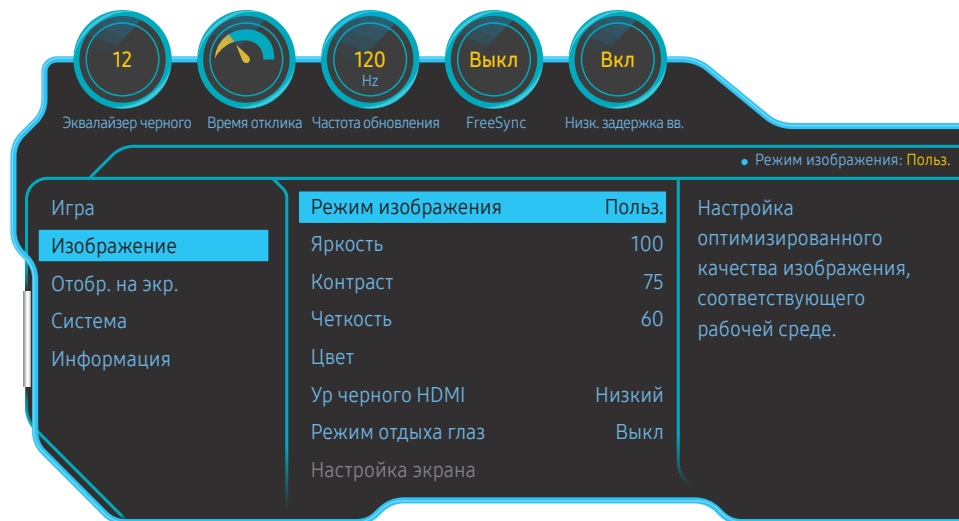 12
120
Hz
Выкл
Вкл
Эквалайзер черного
Время отклика
Частота обновления
FreeSync
Низк. задержка вв.
• Режим изображения: Польз.
Игра
Изображение
Отобр. на экр.
Система
Информация
Режим изображения Польз.
Яркость 100
Контраст 75
Четкость 60
Цвет
Ур черного HDMI Низкий
Режим отдыха глаз Выкл
Настройка экрана
Настройка
оптимизированного
качества изображения,
соответствующего
рабочей среде.